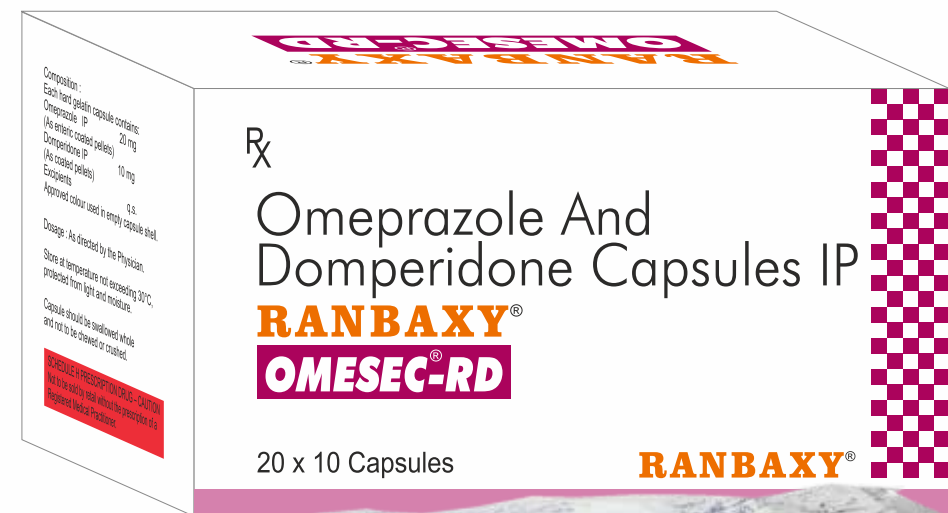 OMESEC®-RD
RANBAXY®
Composition :
Each hard gelatin capsule contains:
Omeprazole IP 20 mg
(As enteric coated pellets)
Domperidone IP 10 mg
(As coated pellets)
Excipients q.s.
Approved colour used in empty capsule shell.
Dosage : As directed by the Physician.
Store at temperature not exceeding 30°C,
protected from light and moisture.
Capsule should be swallowed whole
and not to be chewed or crushed.
SCHEDULE H PRESCRIPTION DRUG – CAUTION
Not to be sold by retail without the prescription of a
Registered Medical Practitioner.
Rx
Omeprazole And
Domperidone Capsules IP
RANBAXY®
OMESEC®-RD
20 x 10 Capsules
RANBAXY®